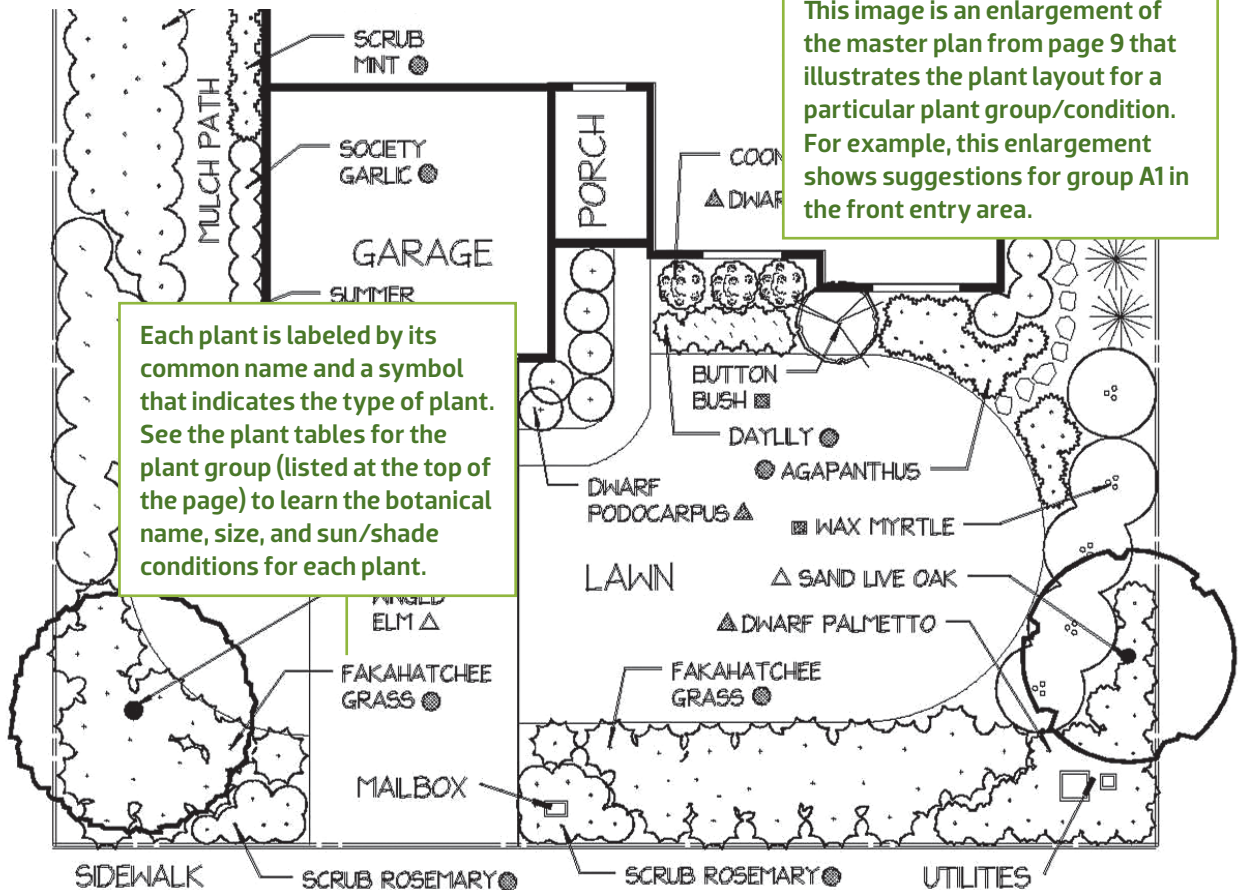 This image is an enlargement of
the master plan from page 9 that
illustrates the plant layout for a
particular plant group/condition.
For example, this enlargement
shows suggestions for group A1 in
the front entry area.
SCRUB
MINT
MULCH PATH
SOCIETY
GARLIC
PORCH
GARAGE
SUMMER
Each plant is labeled by its
common name and a symbol
that indicates the type of plant.
See the plant tables for the
plant group (listed at the top of
the page) to learn the botanical
name, size, and sun/shade
conditions for each plant.
BUTTON
BUSH
DAYLILY
AGAPANTHUS
DWARF
PODOCARPUS
WAX MYRTLE
LAWN
SAND LIVE OAK
WINGED
ELM
DWARF PALMETTO
FAKAHATCHEE
GRASS
FAKAHATCHEE
GRASS
MAILBOX
SIDEWALK
SCRUB ROSEMARY
SCRUB ROSEMARY
UTILITIES